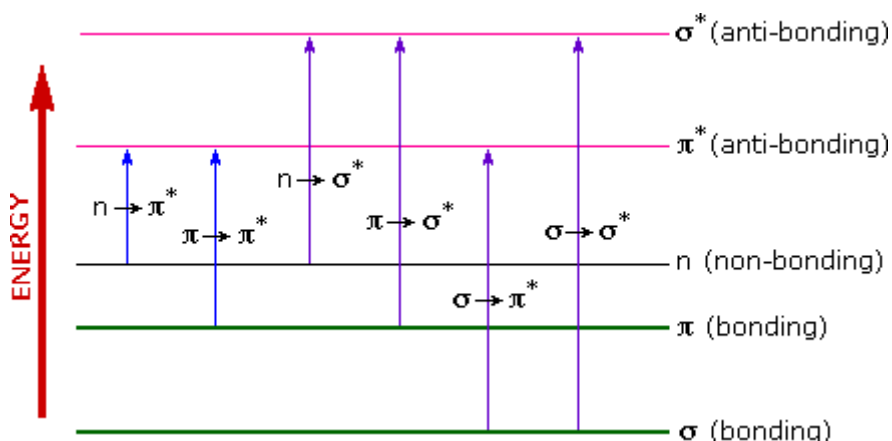 σ* (anti-bonding)
π* (anti-bonding)
n → σ*
n → π*
π → π*
π → σ*
σ → σ*
n (non-bonding)
σ → π*
π (bonding)
σ (bonding)
ENERGY